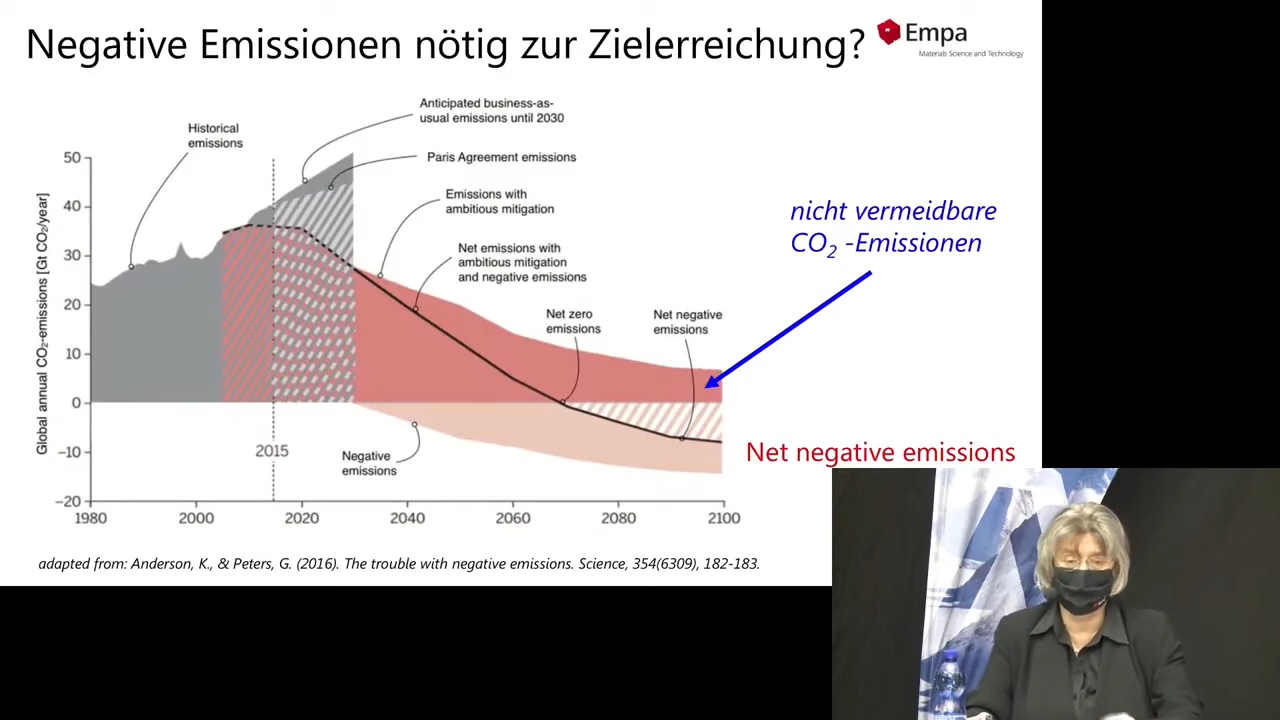 Negative Emissionen nötig zur Zielerreichung?
Empa
Materials Science and Technology
Anticipated business-as-
usual emissions until 2030
Historical
emissions
Paris Agreement emissions
Emissions with
ambitious mitigation
Net emissions with
ambitious mitigation
and negative emissions
Net zero
emissions
Net negative
emissions
nicht vermeidbare
CO₂ -Emissionen
Global annual CO₂-emissions [Gt CO₂/year]
50
40
30
20
10
0
−10
−20
2015
Negative
emissions
Net negative emissions
1980
2000
2020
2040
2060
2080
2100
adapted from: Anderson, K., & Peters, G. (2016). The trouble with negative emissions. Science, 354(6309), 182-183.